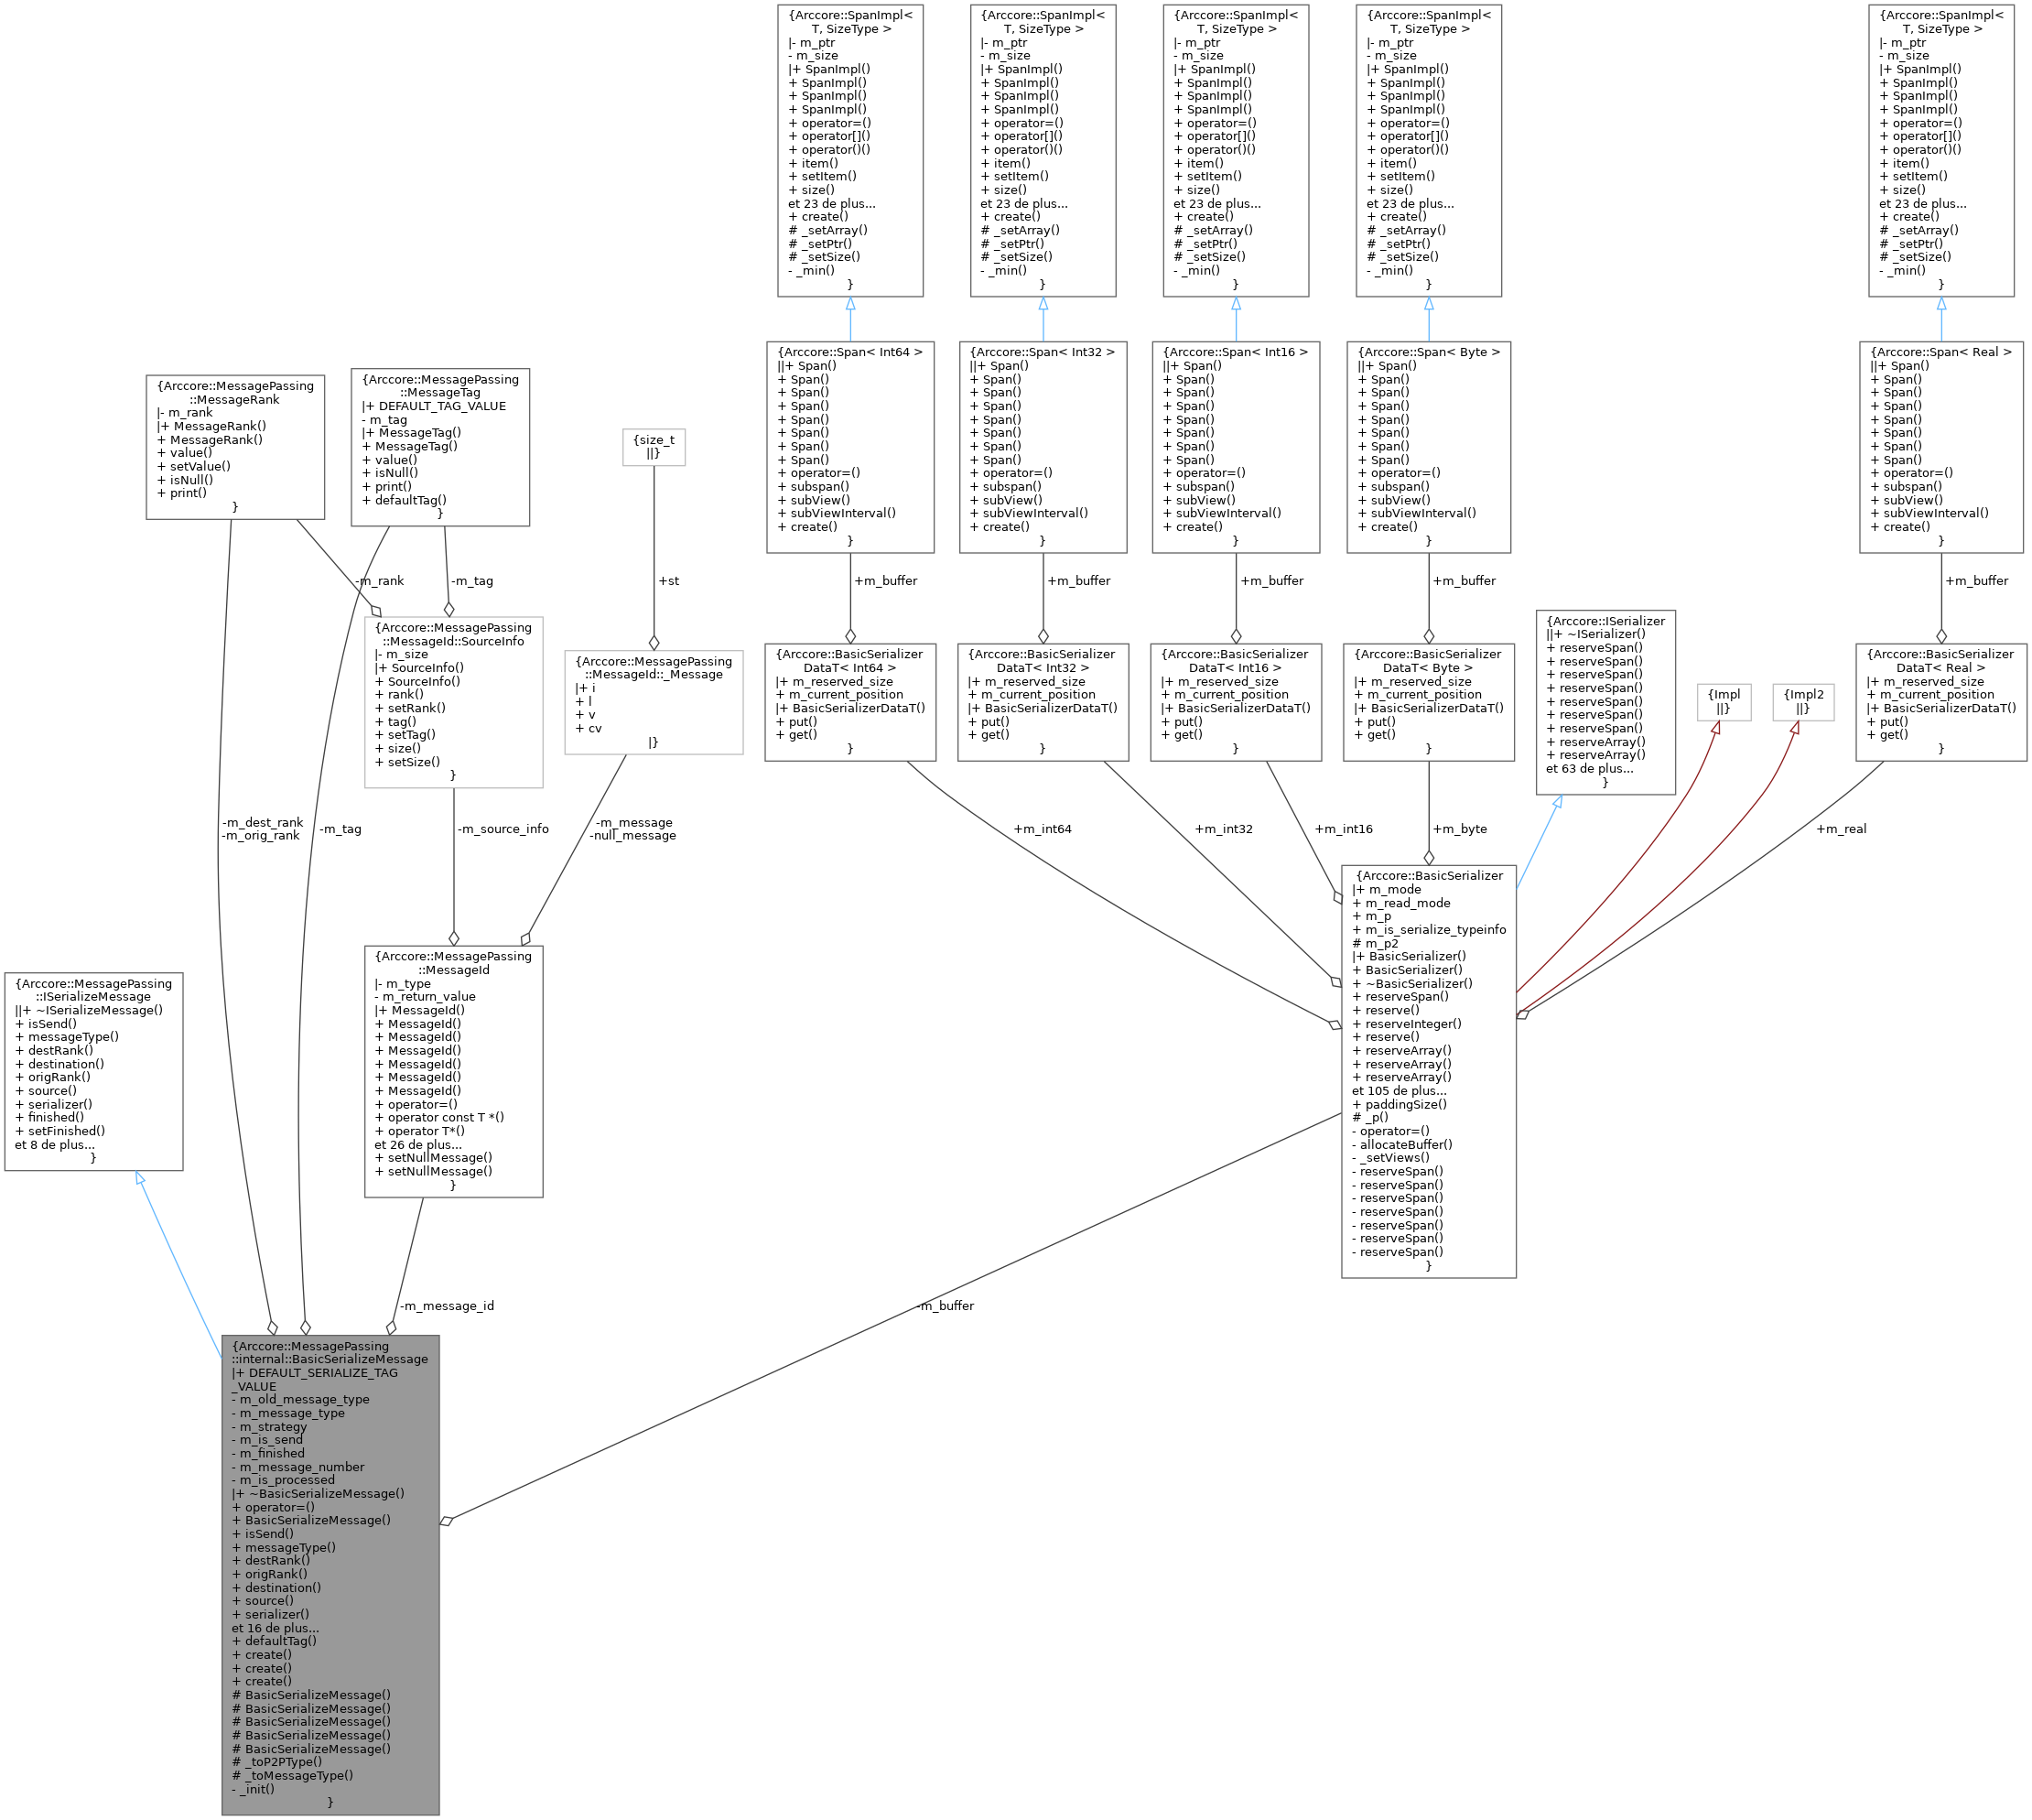 {Arccore::SpanImpl<
T, SizeType >
|- m_ptr
- m_size
|+ SpanImpl()
+ SpanImpl()
+ SpanImpl()
+ SpanImpl()
+ operator=()
+ operator[]()
+ operator()()
+ item()
+ setItem()
+ size()
et 23 de plus...
+ create()
# _setArray()
# _setPtr()
# _setSize()
- _min()
}
{Arccore::SpanImpl<
T, SizeType >
|- m_ptr
- m_size
|+ SpanImpl()
+ SpanImpl()
+ SpanImpl()
+ SpanImpl()
+ operator=()
+ operator[]()
+ operator()()
+ item()
+ setItem()
+ size()
et 23 de plus...
+ create()
# _setArray()
# _setPtr()
# _setSize()
- _min()
}
{Arccore::SpanImpl<
T, SizeType >
|- m_ptr
- m_size
|+ SpanImpl()
+ SpanImpl()
+ SpanImpl()
+ SpanImpl()
+ operator=()
+ operator[]()
+ operator()()
+ item()
+ setItem()
+ size()
et 23 de plus...
+ create()
# _setArray()
# _setPtr()
# _setSize()
- _min()
}
{Arccore::SpanImpl<
T, SizeType >
|- m_ptr
- m_size
|+ SpanImpl()
+ SpanImpl()
+ SpanImpl()
+ SpanImpl()
+ operator=()
+ operator[]()
+ operator()()
+ item()
+ setItem()
+ size()
et 23 de plus...
+ create()
# _setArray()
# _setPtr()
# _setSize()
- _min()
}
{Arccore::SpanImpl<
T, SizeType >
|- m_ptr
- m_size
|+ SpanImpl()
+ SpanImpl()
+ SpanImpl()
+ SpanImpl()
+ operator=()
+ operator[]()
+ operator()()
+ item()
+ setItem()
+ size()
et 23 de plus...
+ create()
# _setArray()
# _setPtr()
# _setSize()
- _min()
}
{Arccore::MessagePassing
::MessageRank
|- m_rank
|+ MessageRank()
+ MessageRank()
+ value()
+ setValue()
+ isNull()
+ print()
}
{Arccore::MessagePassing
::MessageTag
|+ DEFAULT_TAG_VALUE
- m_tag
|+ MessageTag()
+ MessageTag()
+ value()
+ isNull()
+ print()
+ defaultTag()
}
{size_t
||}
{Arccore::Span< Int64 >
||+ Span()
+ Span()
+ Span()
+ Span()
+ Span()
+ Span()
+ Span()
+ Span()
+ operator=()
+ subspan()
+ subView()
+ subViewInterval()
+ create()
}
{Arccore::Span< Int32 >
||+ Span()
+ Span()
+ Span()
+ Span()
+ Span()
+ Span()
+ Span()
+ Span()
+ operator=()
+ subspan()
+ subView()
+ subViewInterval()
+ create()
}
{Arccore::Span< Int16 >
||+ Span()
+ Span()
+ Span()
+ Span()
+ Span()
+ Span()
+ Span()
+ Span()
+ operator=()
+ subspan()
+ subView()
+ subViewInterval()
+ create()
}
{Arccore::Span< Byte >
||+ Span()
+ Span()
+ Span()
+ Span()
+ Span()
+ Span()
+ Span()
+ Span()
+ operator=()
+ subspan()
+ subView()
+ subViewInterval()
+ create()
}
{Arccore::Span< Real >
||+ Span()
+ Span()
+ Span()
+ Span()
+ Span()
+ Span()
+ Span()
+ Span()
+ operator=()
+ subspan()
+ subView()
+ subViewInterval()
+ create()
}
-m_rank
-m_tag
+st
+m_buffer
+m_buffer
+m_buffer
+m_buffer
+m_buffer
{Arccore::MessagePassing
::MessageId::SourceInfo
|- m_size
|+ SourceInfo()
+ SourceInfo()
+ rank()
+ setRank()
+ tag()
+ setTag()
+ size()
+ setSize()
}
{Arccore::MessagePassing
::MessageId::_Message
|+ i
+ l
+ v
+ cv
|}
{Arccore::BasicSerializer
DataT< Int64 >
|+ m_reserved_size
+ m_current_position
|+ BasicSerializerDataT()
+ put()
+ get()
}
{Arccore::BasicSerializer
DataT< Int32 >
|+ m_reserved_size
+ m_current_position
|+ BasicSerializerDataT()
+ put()
+ get()
}
{Arccore::BasicSerializer
DataT< Int16 >
|+ m_reserved_size
+ m_current_position
|+ BasicSerializerDataT()
+ put()
+ get()
}
{Arccore::BasicSerializer
DataT< Byte >
|+ m_reserved_size
+ m_current_position
|+ BasicSerializerDataT()
+ put()
+ get()
}
{Arccore::ISerializer
||+ ~ISerializer()
+ reserveSpan()
+ reserveSpan()
+ reserveSpan()
+ reserveSpan()
+ reserveSpan()
+ reserveSpan()
+ reserveSpan()
+ reserveArray()
+ reserveArray()
et 63 de plus...
}
{Impl
||}
{Impl2
||}
{Arccore::BasicSerializer
DataT< Real >
|+ m_reserved_size
+ m_current_position
|+ BasicSerializerDataT()
+ put()
+ get()
}
-m_dest_rank
-m_orig_rank
-m_tag
-m_source_info
-m_message
-null_message
+m_int64
+m_int32
+m_int16
+m_byte
+m_real
{Arccore::MessagePassing
::ISerializeMessage
||+ ~ISerializeMessage()
+ isSend()
+ messageType()
+ destRank()
+ destination()
+ origRank()
+ source()
+ serializer()
+ finished()
+ setFinished()
et 8 de plus...
}
{Arccore::MessagePassing
::MessageId
|- m_type
- m_return_value
|+ MessageId()
+ MessageId()
+ MessageId()
+ MessageId()
+ MessageId()
+ MessageId()
+ MessageId()
+ operator=()
+ operator const T *()
+ operator T*()
et 26 de plus...
+ setNullMessage()
+ setNullMessage()
}
{Arccore::BasicSerializer
|+ m_mode
+ m_read_mode
+ m_p
+ m_is_serialize_typeinfo
# m_p2
|+ BasicSerializer()
+ BasicSerializer()
+ ~BasicSerializer()
+ reserveSpan()
+ reserve()
+ reserveInteger()
+ reserve()
+ reserveArray()
+ reserveArray()
+ reserveArray()
et 105 de plus...
+ paddingSize()
# _p()
- operator=()
- allocateBuffer()
- _setViews()
- reserveSpan()
- reserveSpan()
- reserveSpan()
- reserveSpan()
- reserveSpan()
- reserveSpan()
- reserveSpan()
}
-m_message_id
-m_buffer
{Arccore::MessagePassing
::internal::BasicSerializeMessage
|+ DEFAULT_SERIALIZE_TAG
_VALUE
- m_old_message_type
- m_message_type
- m_strategy
- m_is_send
- m_finished
- m_message_number
- m_is_processed
|+ ~BasicSerializeMessage()
+ operator=()
+ BasicSerializeMessage()
+ isSend()
+ messageType()
+ destRank()
+ origRank()
+ destination()
+ source()
+ serializer()
et 16 de plus...
+ defaultTag()
+ create()
+ create()
+ create()
# BasicSerializeMessage()
# BasicSerializeMessage()
# BasicSerializeMessage()
# BasicSerializeMessage()
# BasicSerializeMessage()
# _toP2PType()
# _toMessageType()
- _init()
}